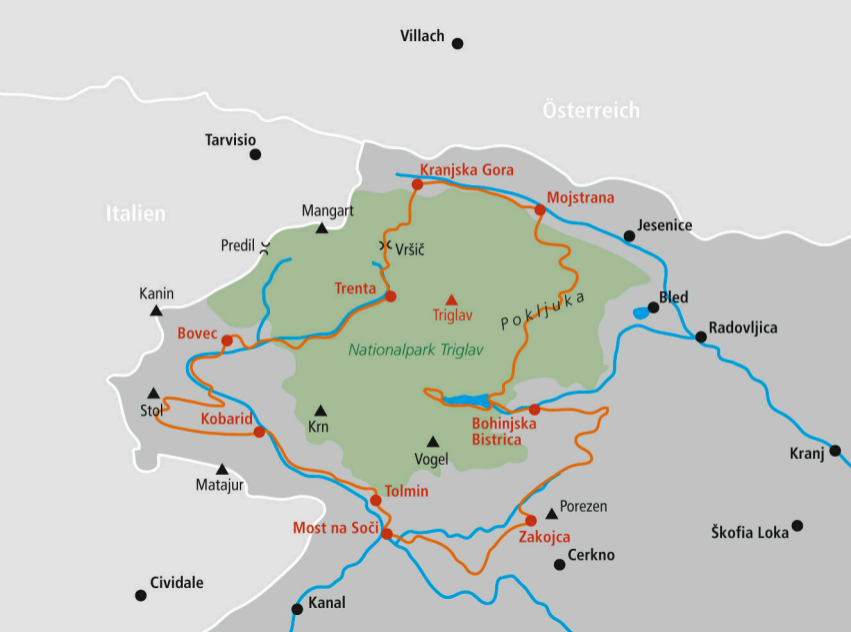 Villach
Österreich
Tarvisio
Kranjska Gora
Mojstrana
Italien
Mangart
Jesenice
Predil
Vršič
Kanin
Trenta
Triglav
Pokljuka
Bled
Radovljica
Bovec
Nationalpark Triglav
Stol
Kobarid
Krn
Bohinjska
Bistrica
Vogel
Kranj
Matajur
Tolmin
Porezen
Most na Soči
Zakojca
Škofia Loka
Cerkno
Cividale
Kanal